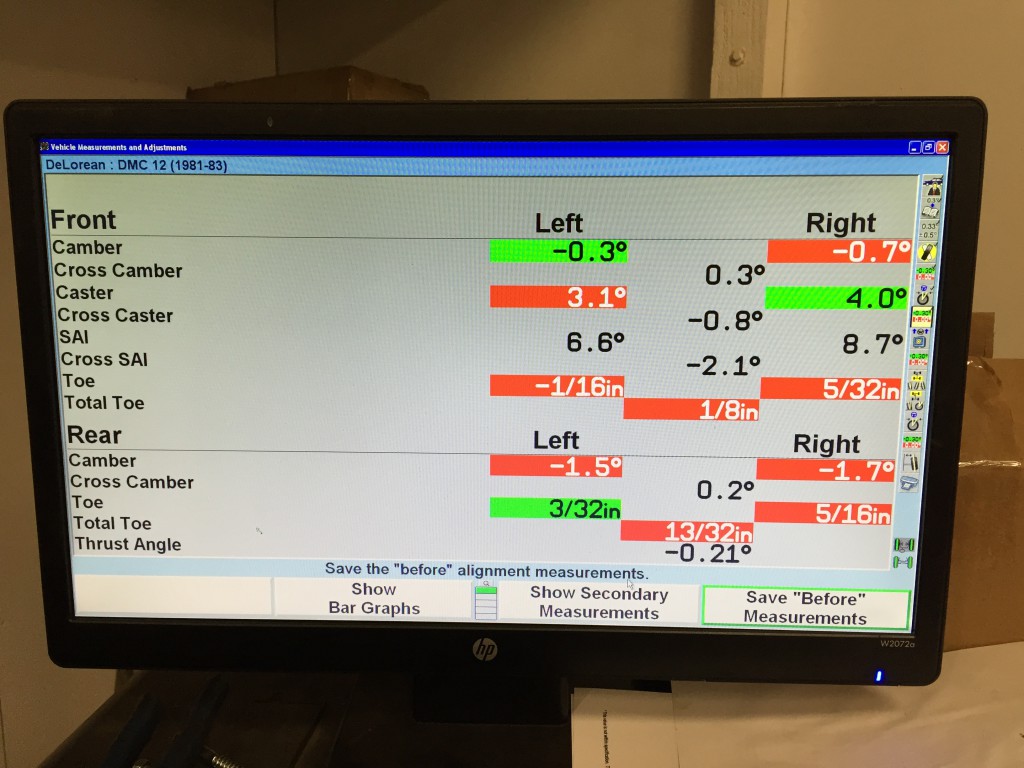 Vehicle Measurements and Adjustments
DeLorean : DMC 12 (1981-83)
Front Left Right
Camber -0.3° -0.7°
Cross Camber 0.3°
Caster 3.1° 4.0°
Cross Caster -0.8°
SAI 6.6° 8.7°
Cross SAI -2.1°
Toe -1/16in 5/32in
Total Toe 1/8in
Rear Left Right
Camber -1.5° -1.7°
Cross Camber 0.2°
Toe 3/32in 5/16in
Total Toe 13/32in
Thrust Angle -0.21°
Save the "before" alignment measurements.
Show
Bar Graphs
Show Secondary
Measurements
Save "Before"
Measurements
hp
W2072a